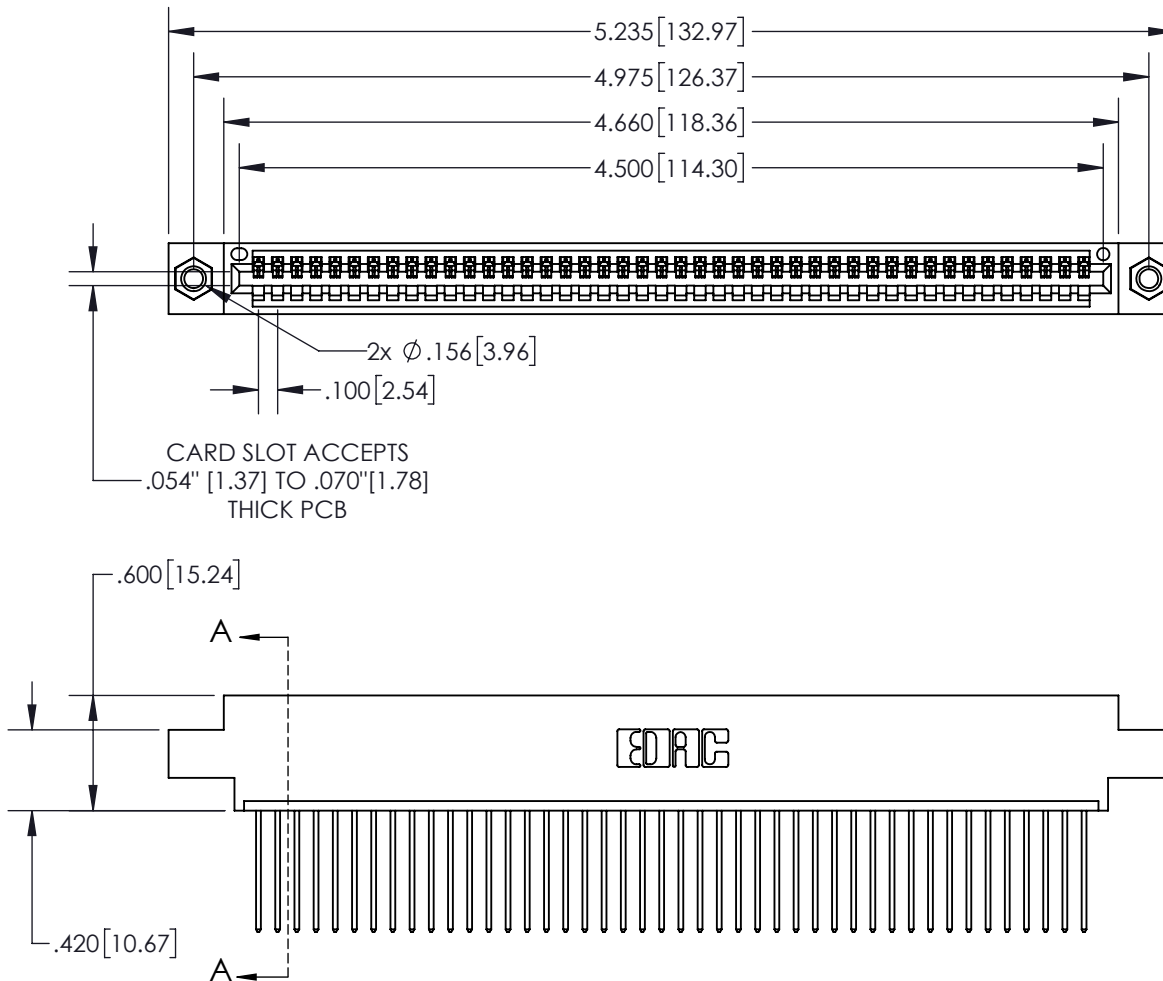 5.235[132.97]
4.975[126.37]
4.660[118.36]
4.500[114.30]
2x Ø.156[3.96]
.100[2.54]
CARD SLOT ACCEPTS
.054" [1.37] TO .070"[1.78]
THICK PCB
.600[15.24]
A
EDAC
.420[10.67]
A